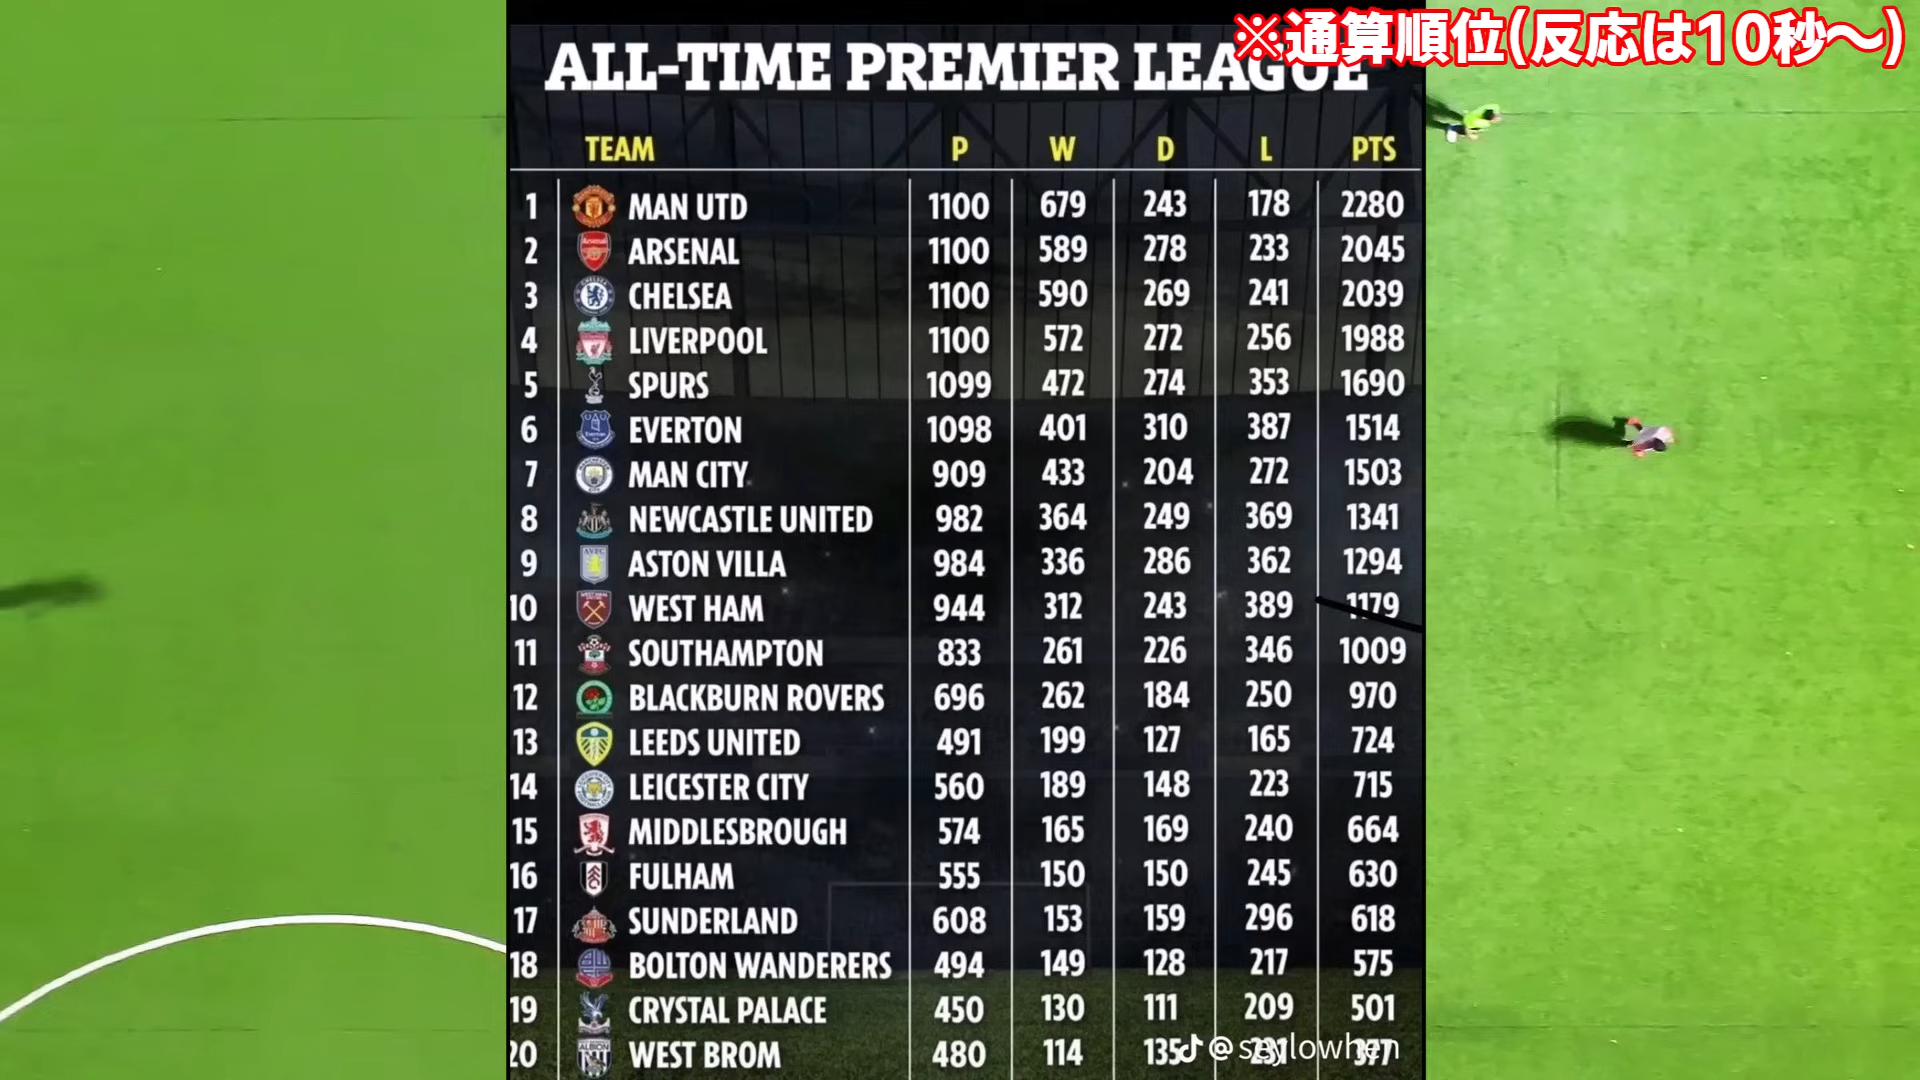 ※通算順位(反応は10秒〜)
ALL-TIME PREMIER LEAGUE
TEAM P W D L PTS
1 MAN UTD 1100 679 243 178 2280
2 ARSENAL 1100 589 278 233 2045
3 CHELSEA 1100 590 269 241 2039
4 LIVERPOOL 1100 572 272 256 1988
5 SPURS 1099 472 274 353 1690
6 EVERTON 1098 401 310 387 1514
7 MAN CITY 909 433 204 272 1503
8 NEWCASTLE UNITED 982 364 249 369 1341
9 ASTON VILLA 984 336 286 362 1294
10 WEST HAM 944 312 243 389 1179
11 SOUTHAMPTON 833 261 226 346 1009
12 BLACKBURN ROVERS 696 262 184 250 970
13 LEEDS UNITED 491 199 127 165 724
14 LEICESTER CITY 560 189 148 223 715
15 MIDDLESBROUGH 574 165 169 240 664
16 FULHAM 555 150 150 245 630
17 SUNDERLAND 608 153 159 296 618
18 BOLTON WANDERERS 494 149 128 217 575
19 CRYSTAL PALACE 450 130 111 209 501
20 WEST BROM 480 114 135